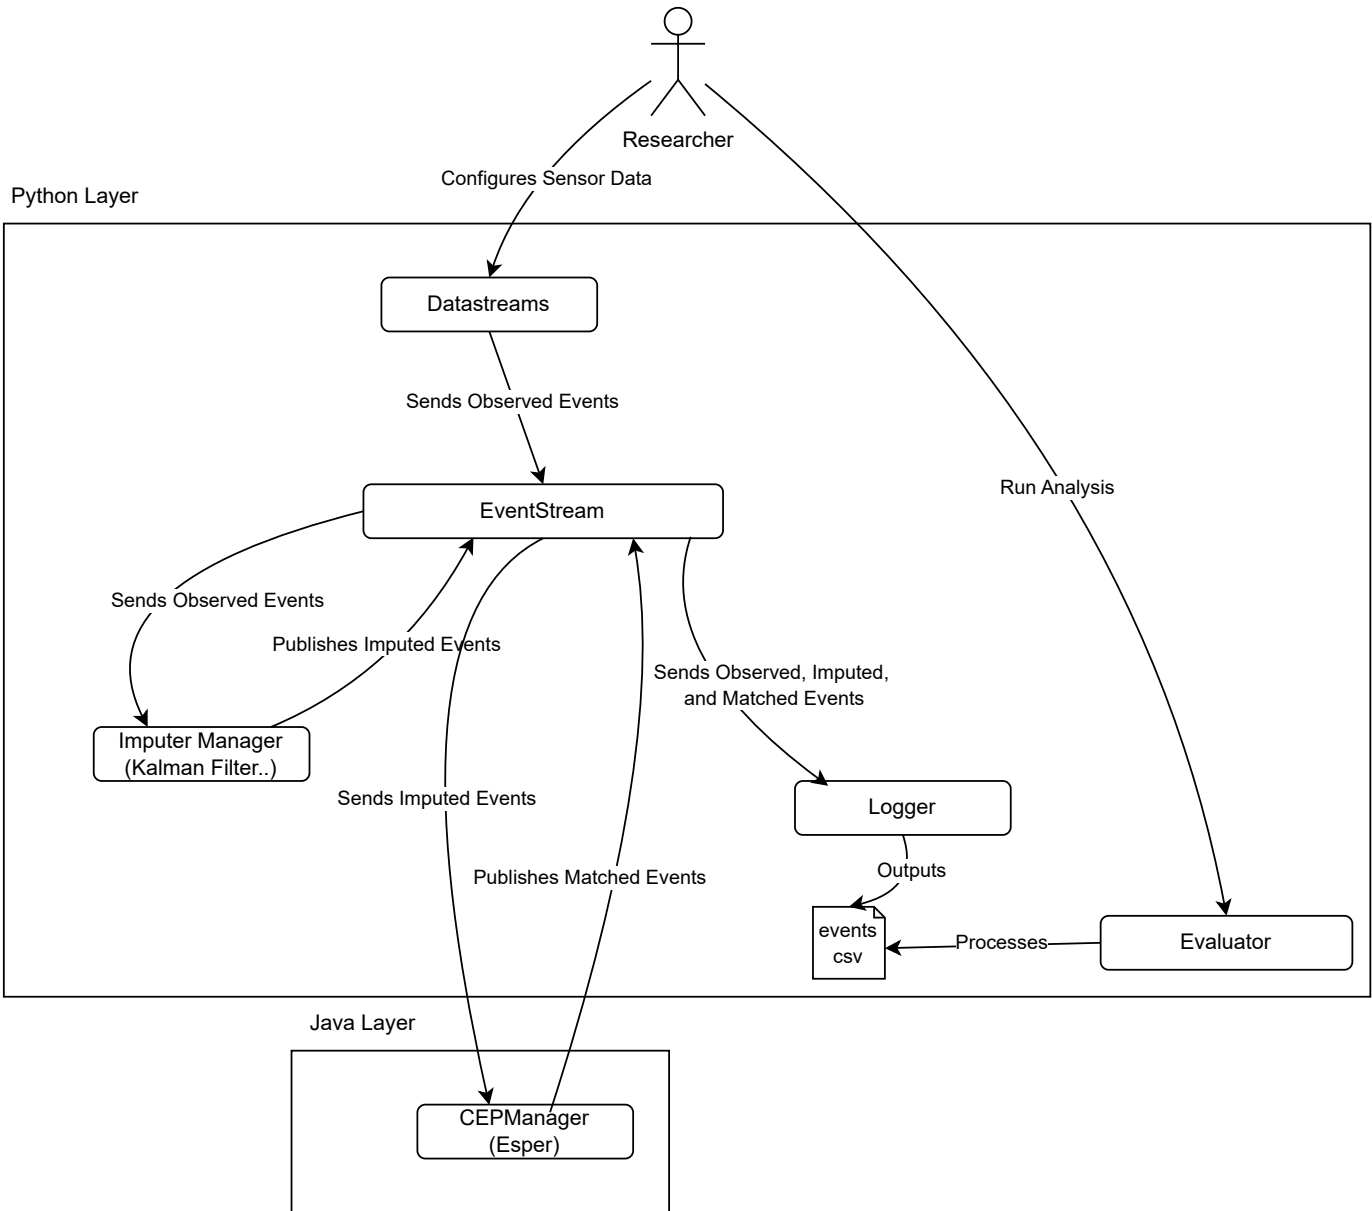 Researcher
Configures Sensor Data
Python Layer
Datastreams
Sends Observed Events
Run Analysis
EventStream
Sends Observed Events
Publishes Imputed Events
Sends Observed, Imputed,
and Matched Events
Imputer Manager
(Kalman Filter..)
Sends Imputed Events
Logger
Publishes Matched Events
Outputs
events
csv
Processes
Evaluator
Java Layer
CEPManager
(Esper)